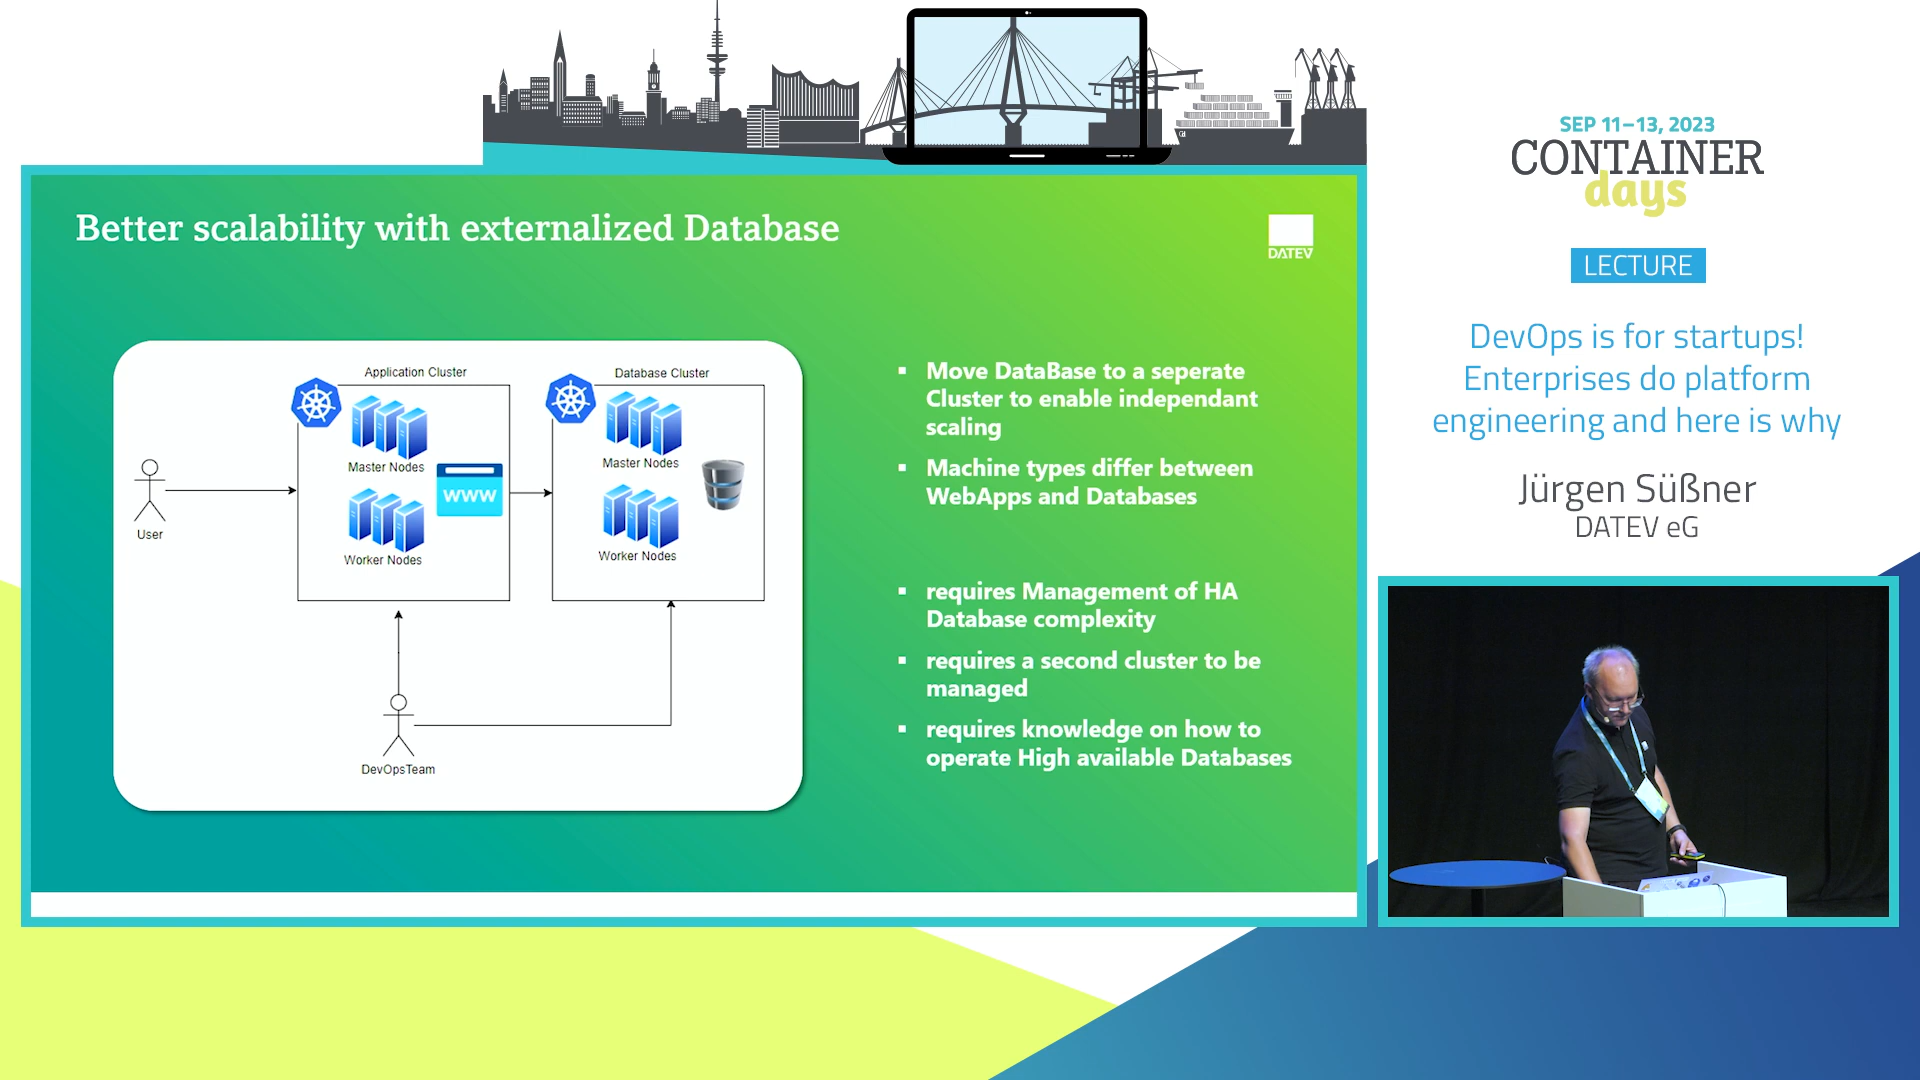 SEP 11–13, 2023
CONTAINER
days
LECTURE
DevOps is for startups!
Enterprises do platform
engineering and here is why
Jürgen Süßner
DATEV eG
Better scalability with externalized Database
DATEV
Application Cluster
Database Cluster
Master Nodes
Master Nodes
www
User
Worker Nodes
Worker Nodes
DevOpsTeam
▪ Move DataBase to a seperate
Cluster to enable independant
scaling
▪ Machine types differ between
WebApps and Databases
▪ requires Management of HA
Database complexity
▪ requires a second cluster to be
managed
▪ requires knowledge on how to
operate High available Databases